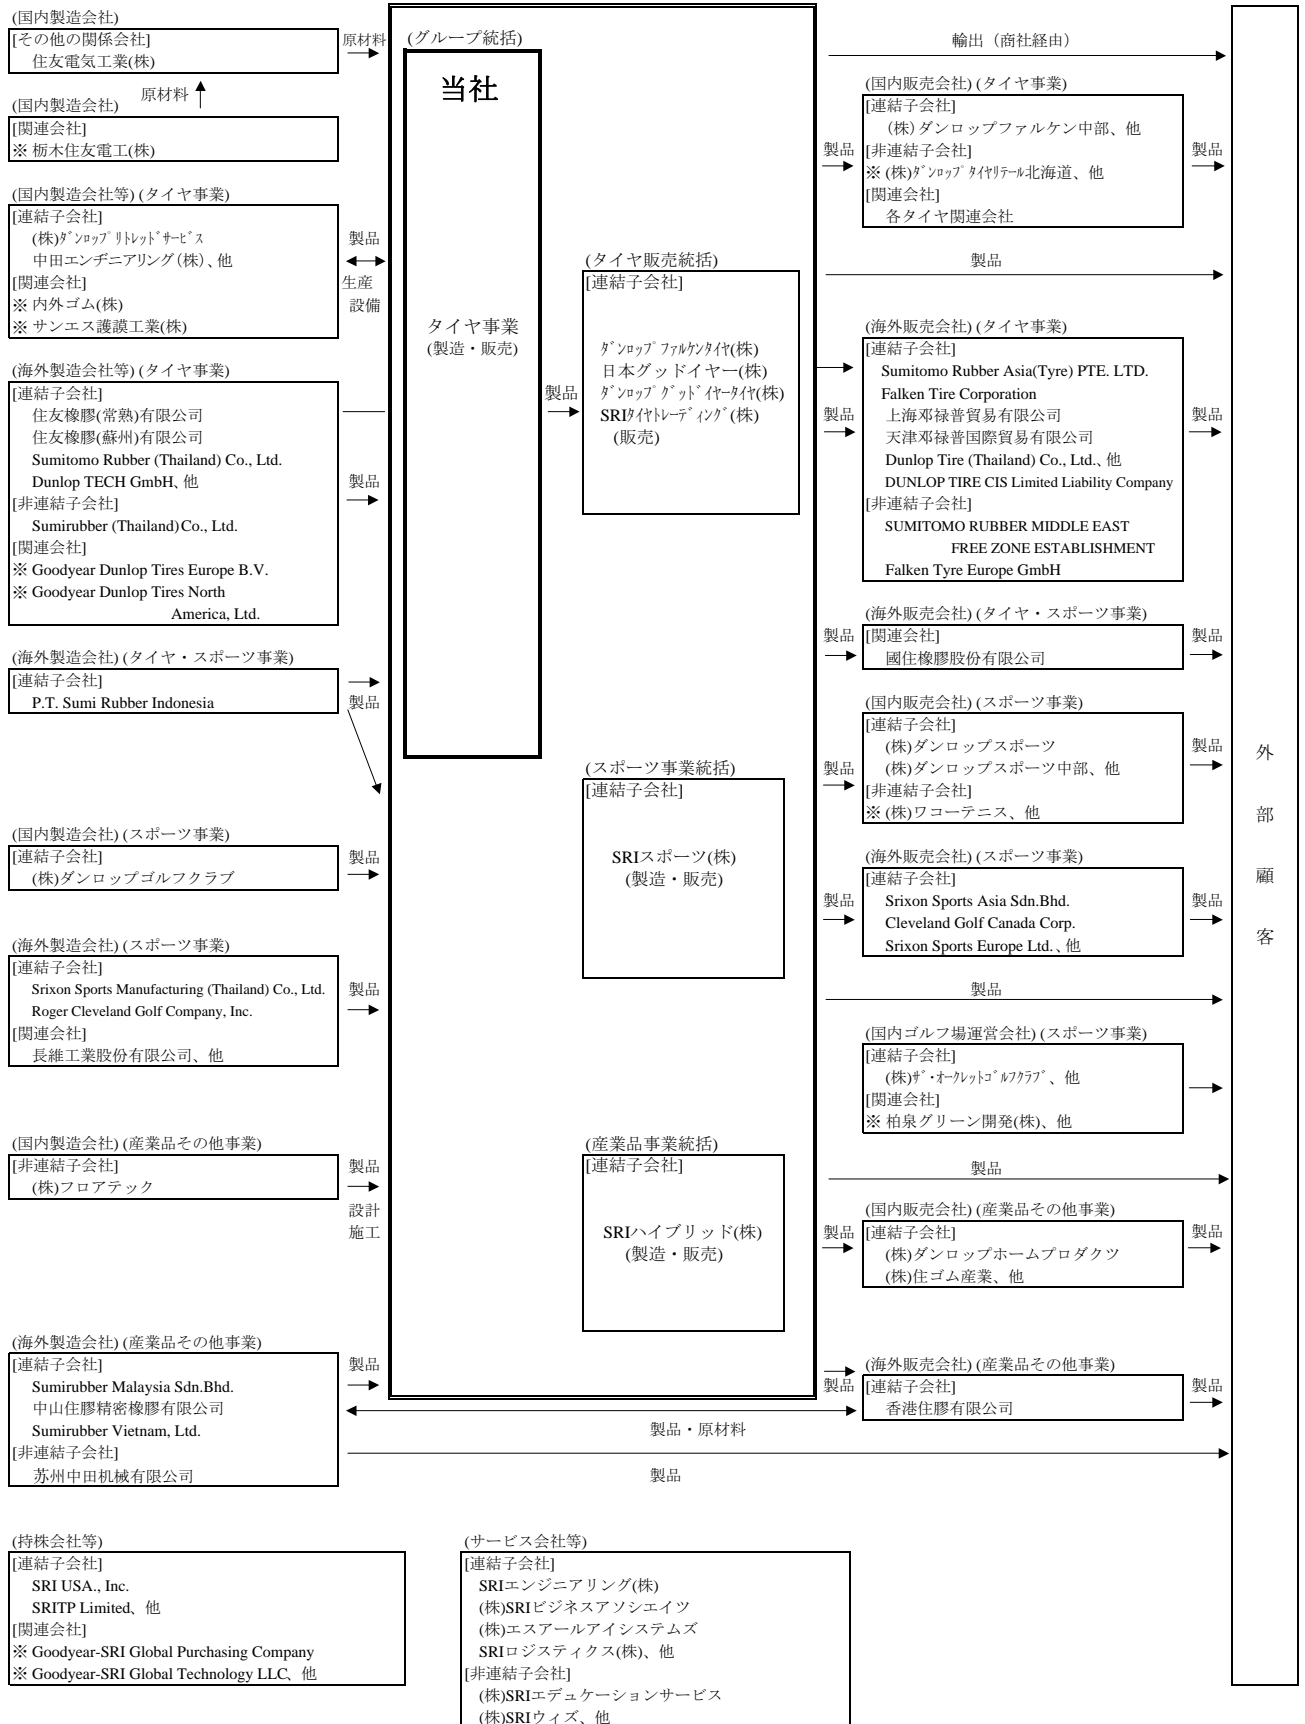 (国内製造会社)
[その他の関係会社]
住友電気工業(株)
原材料
原材料
(国内製造会社)
[関連会社]
※ 栃木住友電工(株)
(国内製造会社等) (タイヤ事業)
[連結子会社]
(株)ﾀﾞﾝﾛｯﾌﾟﾘﾄﾚｯﾄﾞｻｰﾋﾞｽ
中田エンヂニアリング(株)、他
[関連会社]
※ 内外ゴム(株)
※ サンエス護謨工業(株)
製品
生産
設備
(海外製造会社等) (タイヤ事業)
[連結子会社]
住友橡膠(常熟)有限公司
住友橡膠(蘇州)有限公司
Sumitomo Rubber (Thailand) Co., Ltd.
Dunlop TECH GmbH、他
[非連結子会社]
Sumirubber (Thailand)Co., Ltd.
[関連会社]
※ Goodyear Dunlop Tires Europe B.V.
※ Goodyear Dunlop Tires North
America, Ltd.
製品
(海外製造会社) (タイヤ・スポーツ事業)
[連結子会社]
P.T. Sumi Rubber Indonesia
製品
(国内製造会社) (スポーツ事業)
[連結子会社]
(株)ダンロップゴルフクラブ
製品
(海外製造会社) (スポーツ事業)
[連結子会社]
Srixon Sports Manufacturing (Thailand) Co., Ltd.
Roger Cleveland Golf Company, Inc.
[関連会社]
長維工業股份有限公司、他
製品
(国内製造会社) (産業品その他事業)
[非連結子会社]
(株)フロアテック
製品
設計
施工
(海外製造会社) (産業品その他事業)
[連結子会社]
Sumirubber Malaysia Sdn.Bhd.
中山住膠精密橡膠有限公司
Sumirubber Vietnam, Ltd.
[非連結子会社]
苏州中田机械有限公司
製品
(グループ統括)
当社
タイヤ事業
(製造・販売)
製品
(タイヤ販売統括)
[連結子会社]
ﾀﾞﾝﾛｯﾌﾟﾌｧﾙｹﾝﾀｲﾔ(株)
日本グッドイヤー(株)
ﾀﾞﾝﾛｯﾌﾟｸﾞｯﾄﾞｲﾔｰﾀｲﾔ(株)
SRIﾀｲﾔﾄﾚｰﾃﾞｨﾝｸﾞ(株)
(販売)
(スポーツ事業統括)
[連結子会社]
SRIスポーツ(株)
(製造・販売)
(産業品事業統括)
[連結子会社]
SRIハイブリッド(株)
(製造・販売)
輸出（商社経由）
(国内販売会社) (タイヤ事業)
[連結子会社]
(株)ダンロップファルケン中部、他
[非連結子会社]
※ (株)ﾀﾞﾝﾛｯﾌﾟﾀｲﾔﾘﾃｰﾙ北海道、他
[関連会社]
各タイヤ関連会社
製品
製品
製品
(海外販売会社) (タイヤ事業)
[連結子会社]
Sumitomo Rubber Asia(Tyre) PTE. LTD.
Falken Tire Corporation
上海邓禄普貿易有限公司
天津邓禄普国際貿易有限公司
Dunlop Tire (Thailand) Co., Ltd.、他
DUNLOP TIRE CIS Limited Liability Company
[非連結子会社]
SUMITOMO RUBBER MIDDLE EAST
FREE ZONE ESTABLISHMENT
Falken Tyre Europe GmbH
製品
製品
(海外販売会社) (タイヤ・スポーツ事業)
製品
[関連会社]
國住橡膠股份有限公司
製品
(国内販売会社) (スポーツ事業)
[連結子会社]
(株)ダンロップスポーツ
(株)ダンロップスポーツ中部、他
[非連結子会社]
※ (株)ワコーテニス、他
製品
製品
(海外販売会社) (スポーツ事業)
[連結子会社]
Srixon Sports Asia Sdn.Bhd.
Cleveland Golf Canada Corp.
Srixon Sports Europe Ltd.、他
製品
製品
製品
(国内ゴルフ場運営会社) (スポーツ事業)
[連結子会社]
(株)ｻﾞ･ｵｰｸﾚｯﾄｺﾞﾙﾌｸﾗﾌﾞ、他
[関連会社]
※ 柏泉グリーン開発(株)、他
製品
(国内販売会社) (産業品その他事業)
[連結子会社]
(株)ダンロップホームプロダクツ
(株)住ゴム産業、他
製品
製品
(海外販売会社) (産業品その他事業)
[連結子会社]
香港住膠有限公司
製品
製品
製品・原材料
製品
外
部
顧
客
(持株会社等)
[連結子会社]
SRI USA., Inc.
SRITP Limited、他
[関連会社]
※ Goodyear-SRI Global Purchasing Company
※ Goodyear-SRI Global Technology LLC、他
(サービス会社等)
[連結子会社]
SRIエンジニアリング(株)
(株)SRIビジネスアソシエイツ
(株)エスアールアイシステムズ
SRIロジスティクス(株)、他
[非連結子会社]
(株)SRIエデュケーションサービス
(株)SRIウィズ、他